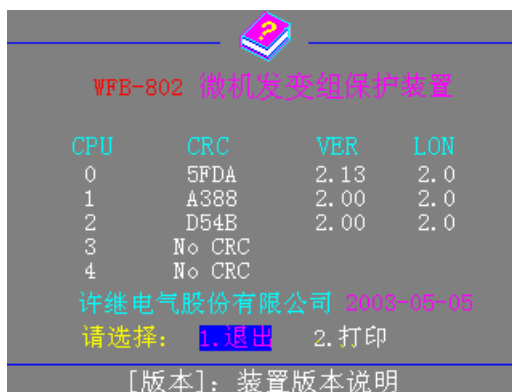 ?
WFB-802 微机发变组保护装置
CPU CRC VER LON
0 5FDA 2.13 2.0
1 A388 2.00 2.0
2 D54B 2.00 2.0
3 No CRC
4 No CRC
许继电气股份有限公司 2003-05-05
请选择: 1.退出 2.打印
[版本]: 装置版本说明